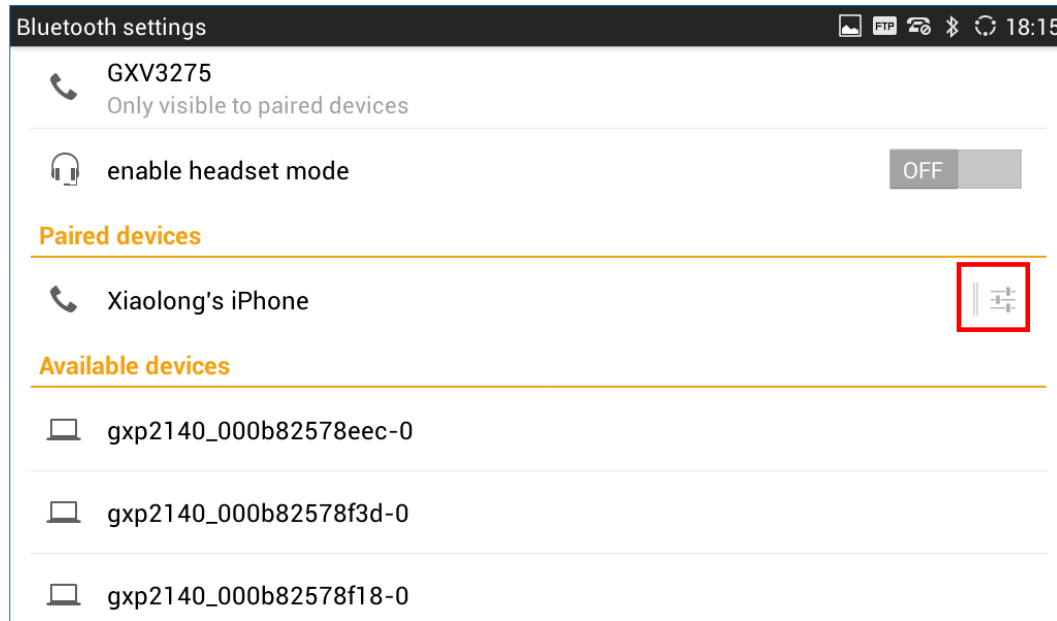 Bluetooth settings FTP 18:15
GXV3275
Only visible to paired devices
enable headset mode OFF
Paired devices
Xiaolong's iPhone
Available devices
gxp2140_000b82578eec-0
gxp2140_000b82578f3d-0
gxp2140_000b82578f18-0